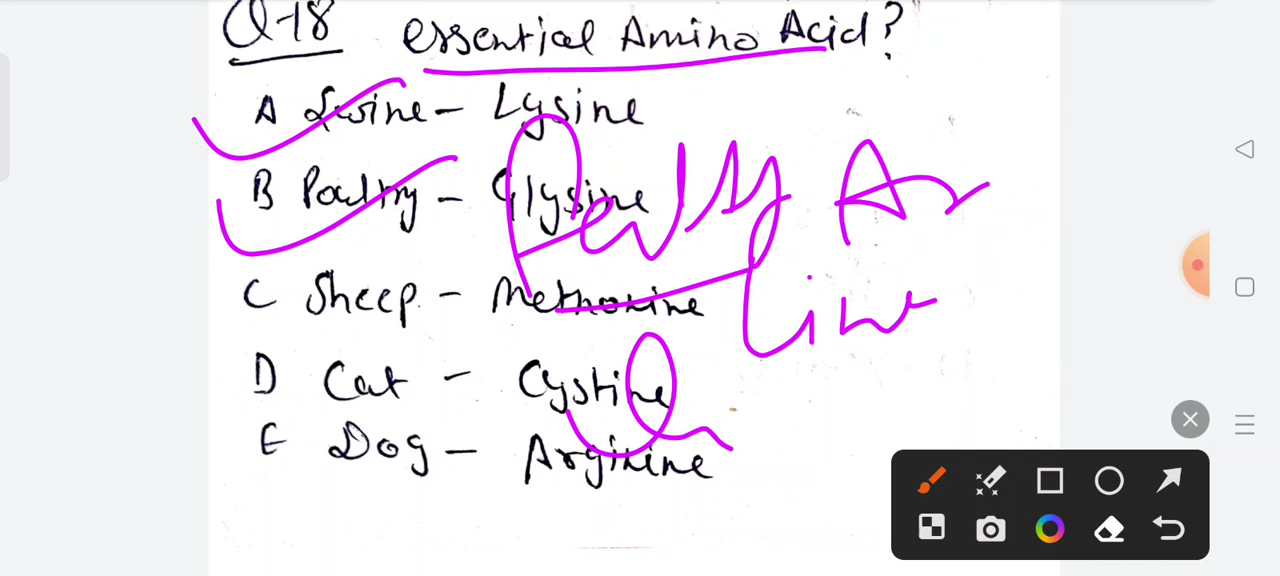 Q-18 essential Amino Acid?
A Swine - Lysine
B Poultry - Glysine
C Sheep - Methonine
D Cat - Cystine
E Dog - Arginine